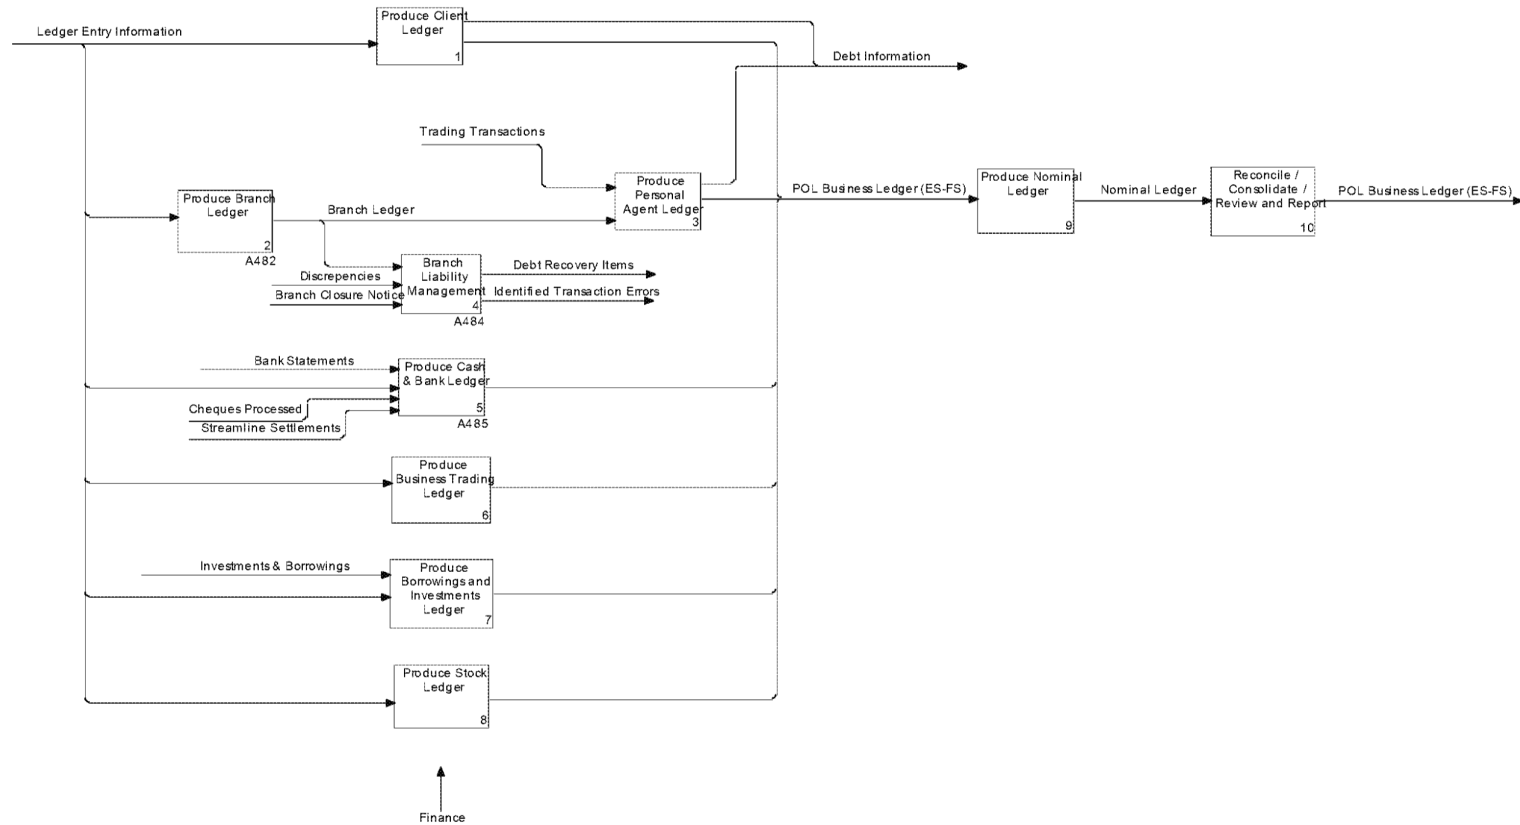 Produce Client
Ledger
1
Ledger Entry Information
Debt Information
Trading Transactions
Produce
Personal
Agent Ledger
3
POL Business Ledger (ES-FS)
Produce Nominal
Ledger
9
Nominal Ledger
Reconcile /
Consolidate /
Review and Report
10
POL Business Ledger (ES-FS)
Produce Branch
Ledger
2
A482
Branch Ledger
Discrepencies
Branch Closure Notice
Branch
Liability
Management
4
A484
Debt Recovery Items
Identified Transaction Errors
Bank Statements
Cheques Processed
Streamline Settlements
Produce Cash
& Bank Ledger
5
A485
Produce
Business Trading
Ledger
6
Investments & Borrowings
Produce
Borrowings and
Investments
Ledger
7
Produce Stock
Ledger
8
Finance